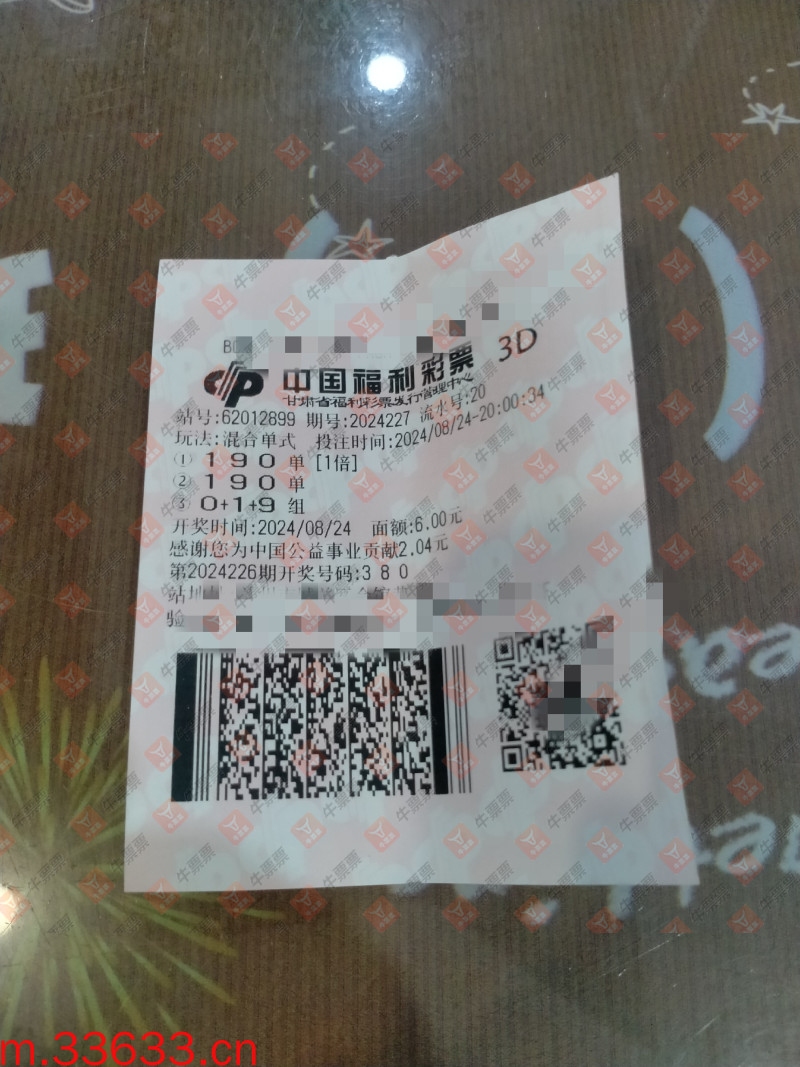 3D
中国福利彩票
甘肃省福利彩票发行管理中心
站号:62012899 期号:2024227 流水号:20
玩法:混合单式 投注时间:2024/08/24-20:00:34
① 1 9 0 单 [1倍]
② 1 9 0 单
③ 0+1+9 组
开奖时间:2024/08/24 面额:6.00元
感谢您为中国公益事业贡献2.04元
第2024226期开奖号码:3 8 0
站
验
牛票票
m.33633.cn